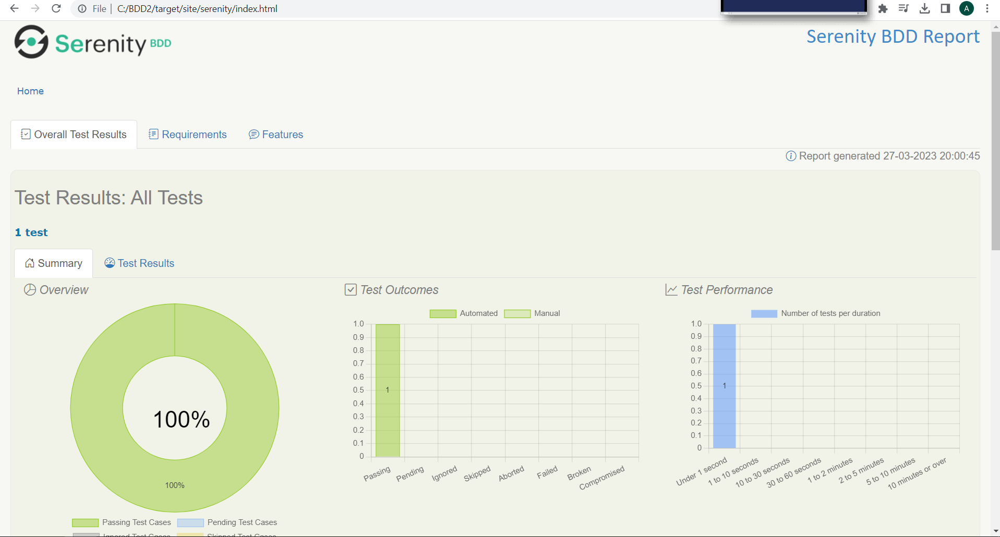 File | C:/BDD2/target/site/serenity/index.html
A
Serenity BDD
Serenity BDD Report
Home
Overall Test Results
Requirements
Features
Report generated 27-03-2023 20:00:45
Test Results: All Tests
1 test
Summary
Test Results
Overview
100%
100%
Passing Test Cases
Pending Test Cases
Ignored Test Cases
Skipped Test Cases
Test Outcomes
Automated
Manual
1.0
0.9
0.8
0.7
0.6
0.5
0.4
0.3
0.2
0.1
0
1
Passing
Pending
Ignored
Skipped
Aborted
Failed
Broken
Compromised
Test Performance
Number of tests per duration
1.0
0.9
0.8
0.7
0.6
0.5
0.4
0.3
0.2
0.1
0
1
Under 1 second
1 to 10 seconds
10 to 30 seconds
30 to 60 seconds
1 to 2 minutes
2 to 5 minutes
5 to 10 minutes
10 minutes or over